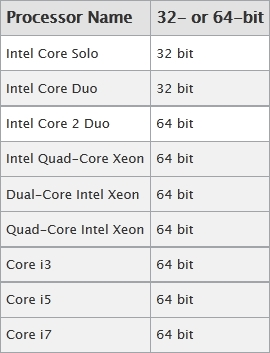 Processor Name 32- or 64-bit
Intel Core Solo 32 bit
Intel Core Duo 32 bit
Intel Core 2 Duo 64 bit
Intel Quad-Core Xeon 64 bit
Dual-Core Intel Xeon 64 bit
Quad-Core Intel Xeon 64 bit
Core i3 64 bit
Core i5 64 bit
Core i7 64 bit